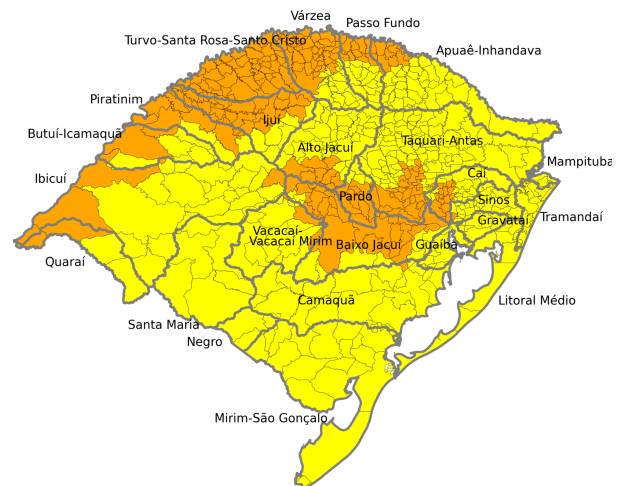 Várzea
Passo Fundo
Turvo-Santa Rosa-Santo Cristo
Apuaê-Inhandava
Piratinim
Ijuí
Butuí-Icamaquã
Taquari-Antas
Alto Jacuí
Mampituba
Caí
Ibicuí
Pardo
Sinos
Gravataí
Tramandaí
Vacacaí-
Vacacaí Mirim
Baixo Jacuí
Guaíba
Quaraí
Camaquã
Litoral Médio
Santa Maria
Negro
Mirim-São Gonçalo